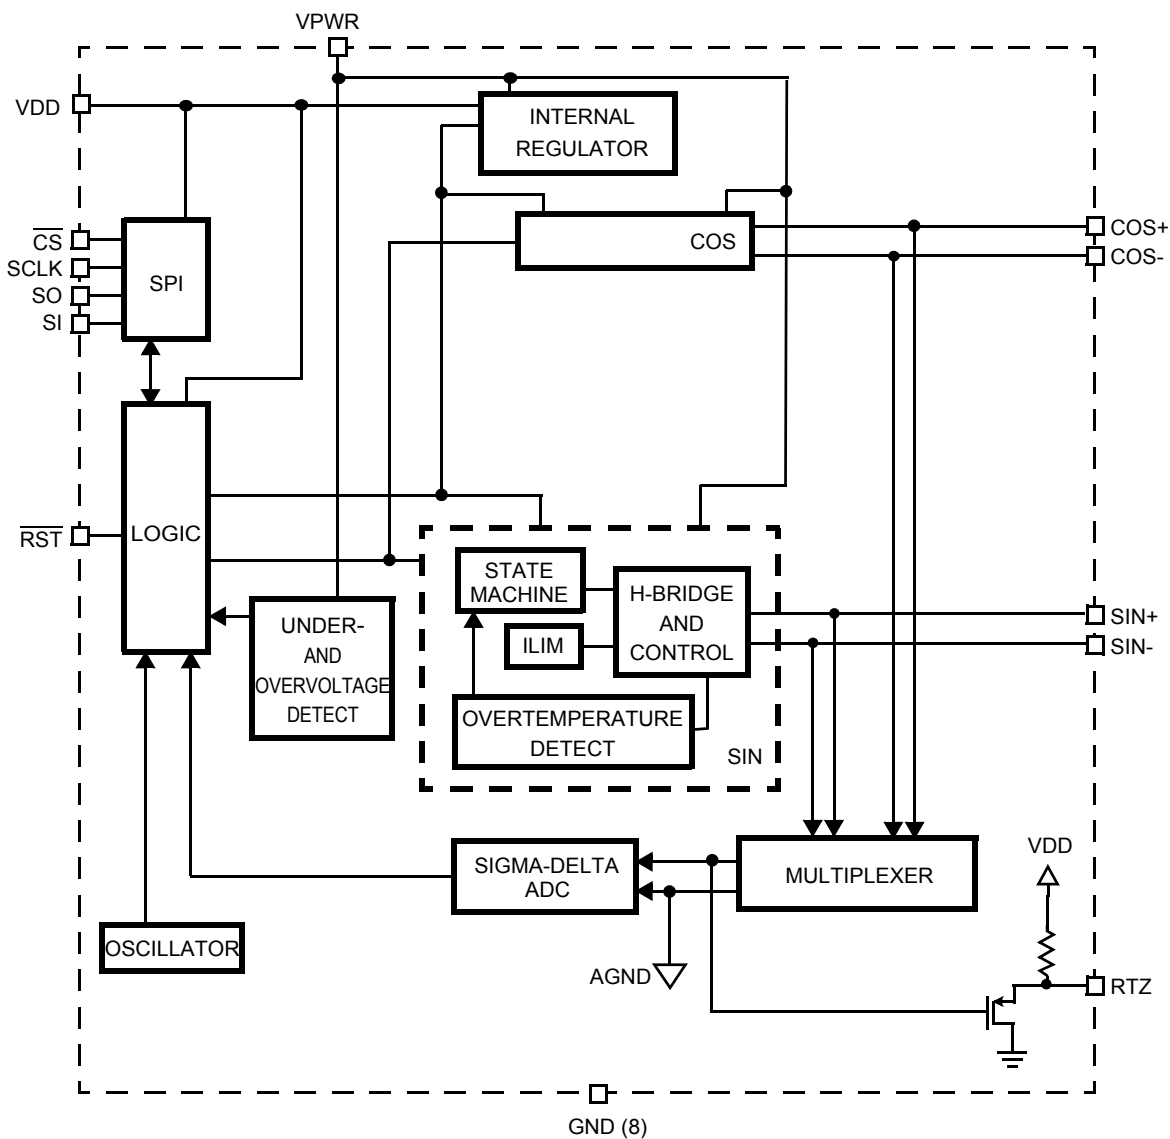 VPWR
VDD
INTERNAL
REGULATOR
CS
SCLK
SO
SI
SPI
COS
COS+
COS-
RST
LOGIC
STATE
MACHINE
ILIM
H-BRIDGE
AND
CONTROL
SIN+
SIN-
UNDER-
AND
OVERVOLTAGE
DETECT
OVERTEMPERATURE
DETECT
SIN
SIGMA-DELTA
ADC
MULTIPLEXER
VDD
OSCILLATOR
AGND
RTZ
GND (8)